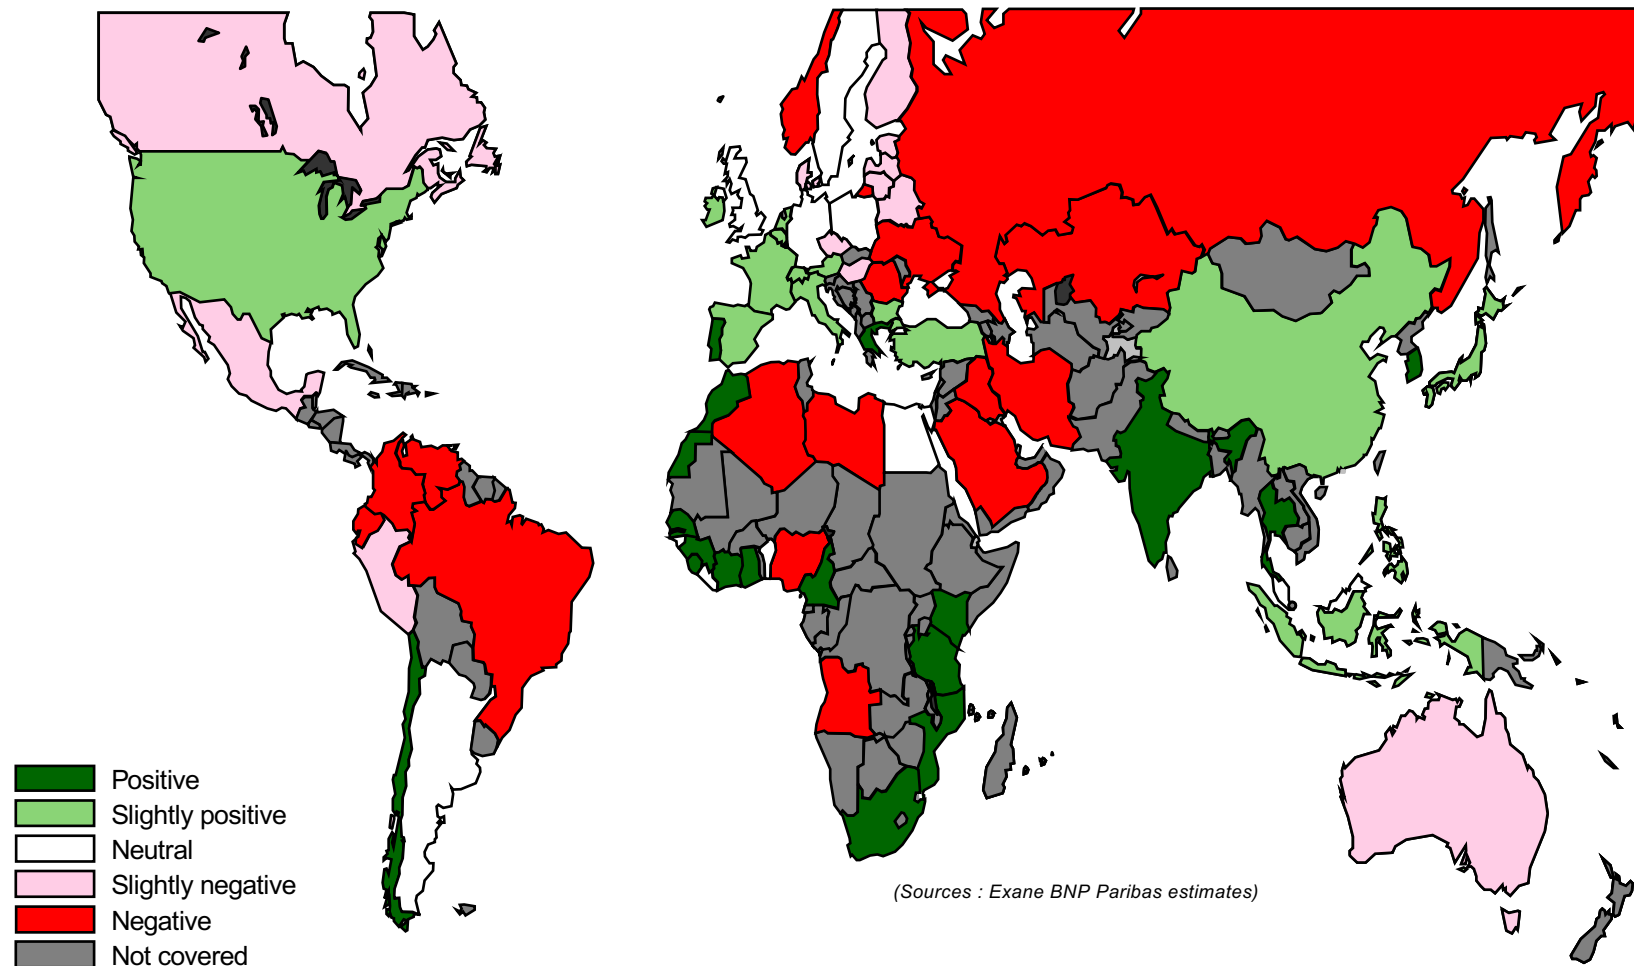 Positive
Slightly positive
Neutral
Slightly negative
Negative
Not covered
(Sources : Exane BNP Paribas estimates)